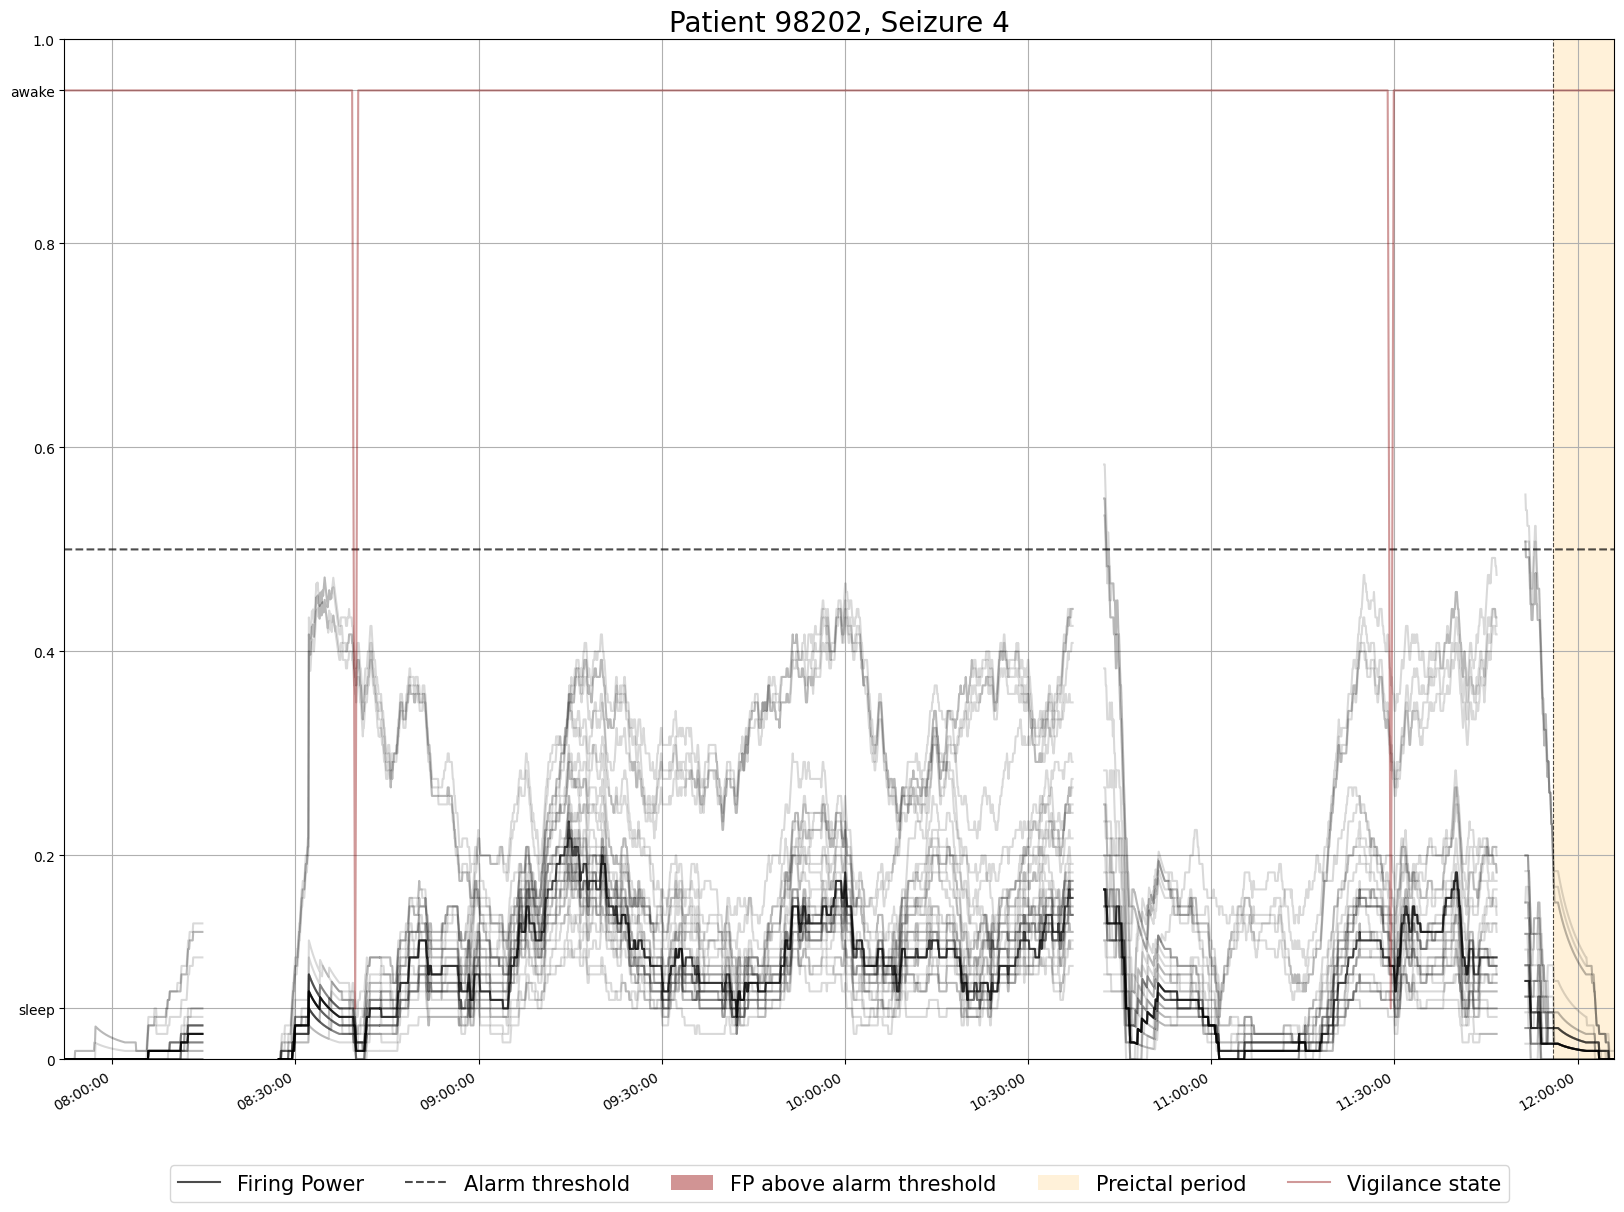 Patient 98202, Seizure 4
1.0
awake
0.8
0.6
0.4
0.2
sleep
0
08:00:00
08:30:00
09:00:00
09:30:00
10:00:00
10:30:00
11:00:00
11:30:00
12:00:00
Firing Power
Alarm threshold
FP above alarm threshold
Preictal period
Vigilance state